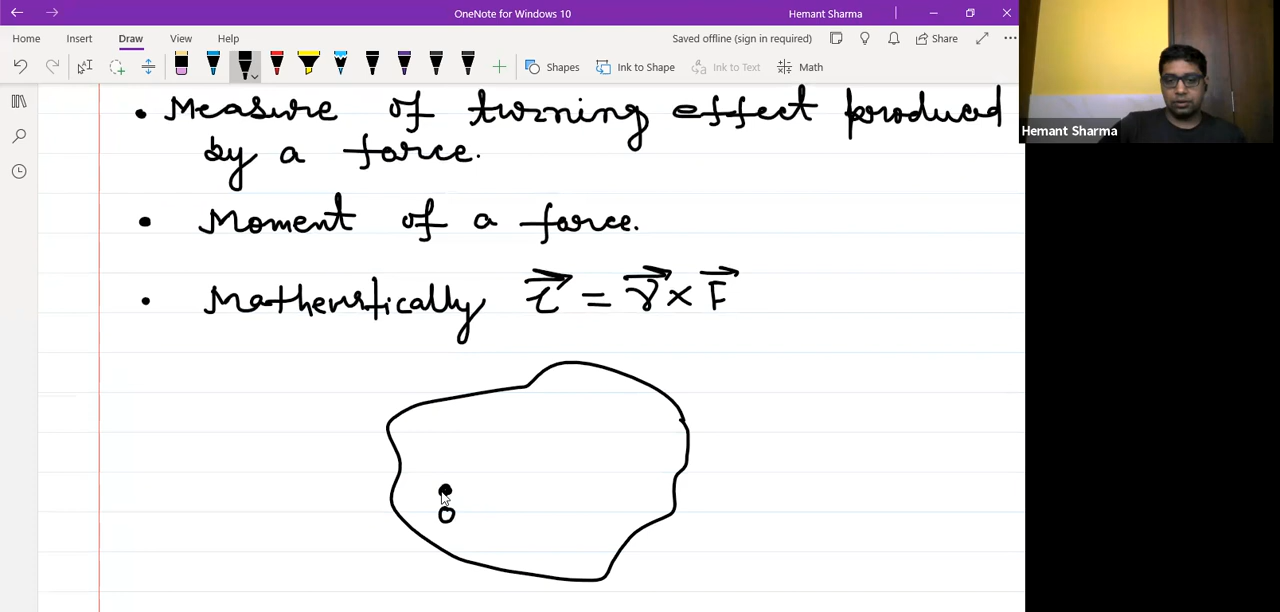 OneNote for Windows 10
Hemant Sharma
Home Insert Draw View Help
Saved offline (sign in required)
Share
Shapes
Ink to Shape
Ink to Text
Math
• Measure of turning effect produced
by a force.
• Moment of a force.
• Mathematically τ⃗ = r⃗ × F⃗
O
Hemant Sharma